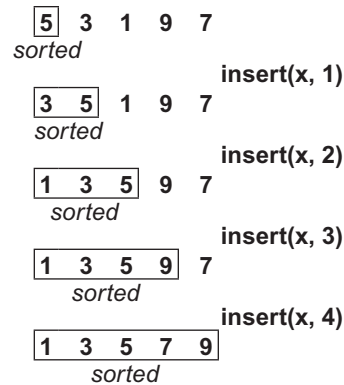 5 3 1 9 7
sorted
insert(x, 1)
3 5 1 9 7
sorted
insert(x, 2)
1 3 5 9 7
sorted
insert(x, 3)
1 3 5 9 7
sorted
insert(x, 4)
1 3 5 7 9
sorted